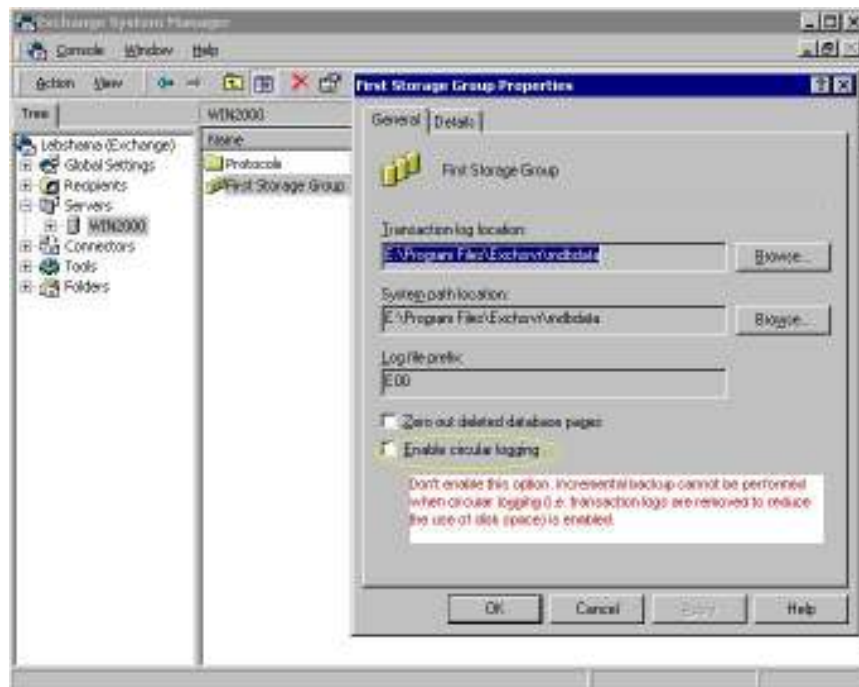 Exchange System Manager
Console Window Help
Action View
Tree
Lebshama (Exchange)
Global Settings
Recipients
Servers
WIN2000
Connectors
Tools
Folders
WIN2000
Name
Protocols
First Storage Group
First Storage Group Properties
General Details
First Storage Group
Transaction log location:
E:\Program Files\Exchsrvr\mdbdata
Browse...
System path location:
E:\Program Files\Exchsrvr\mdbdata
Browse...
Log file prefix:
E00
Zero out deleted database pages
Enable circular logging
Don't enable this option. Incremental backup cannot be performed
when circular logging (i.e. transaction logs are removed to reduce
the use of disk space) is enabled.
OK Cancel Apply Help